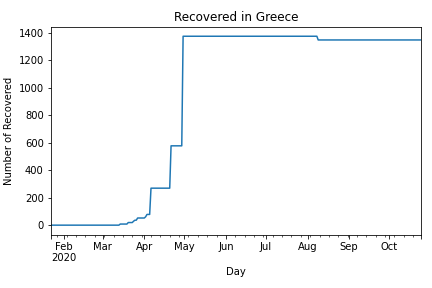 Recovered in Greece
Number of Recovered
1400
1200
1000
800
600
400
200
0
Feb Mar Apr May Jun Jul Aug Sep Oct
2020
Day